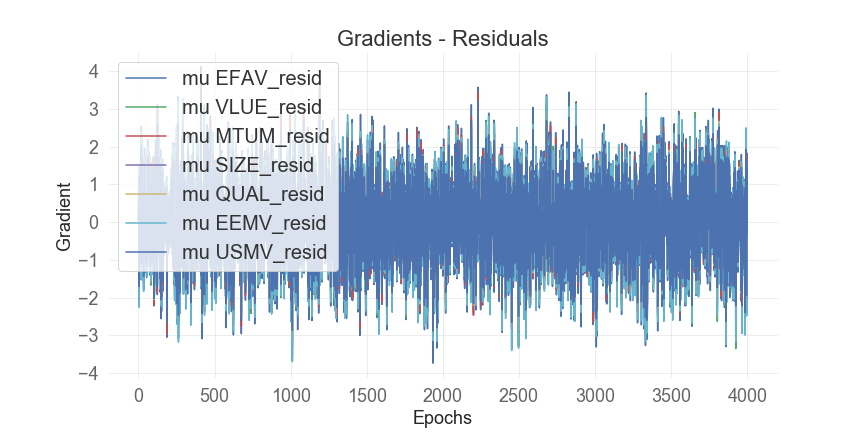 Gradients - Residuals
mu EFAV_resid
mu VLUE_resid
mu MTUM_resid
mu SIZE_resid
mu QUAL_resid
mu EEMV_resid
mu USMV_resid
Gradient
4
3
2
1
0
−1
−2
−3
−4
0 500 1000 1500 2000 2500 3000 3500 4000
Epochs